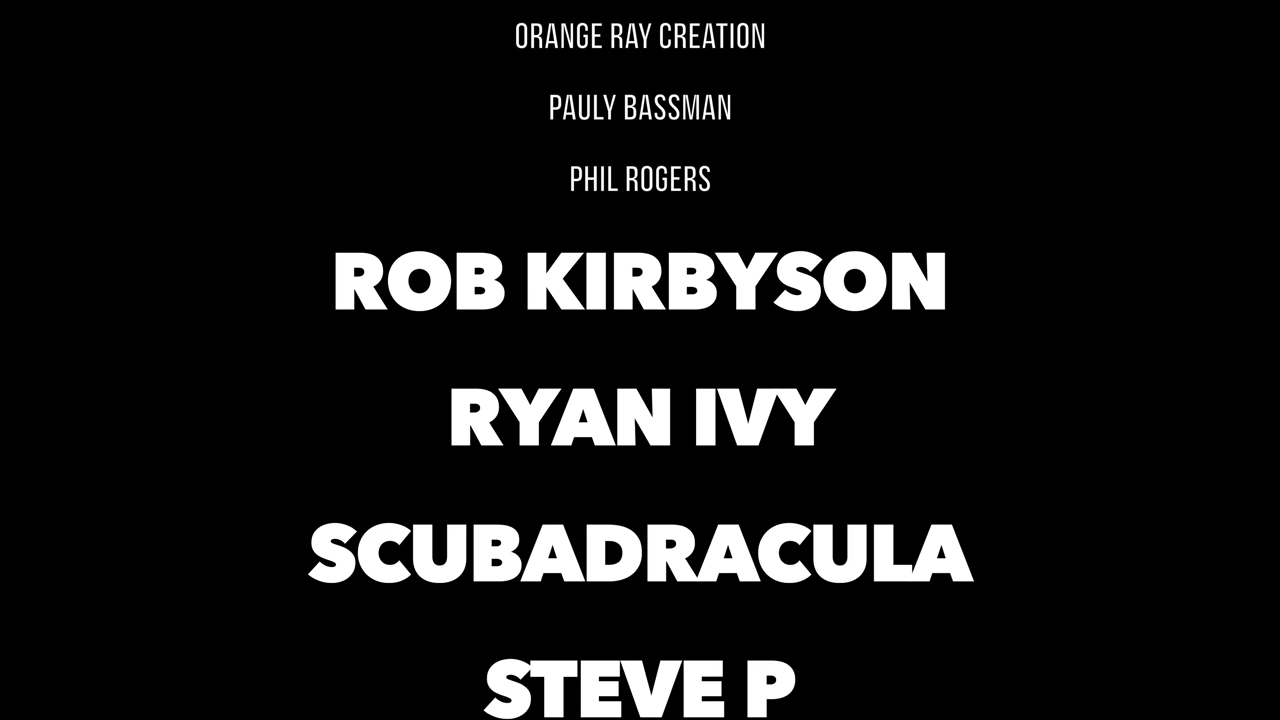 ORANGE RAY CREATION
PAULY BASSMAN
PHIL ROGERS
ROB KIRBYSON
RYAN IVY
SCUBADRACULA
STEVE P